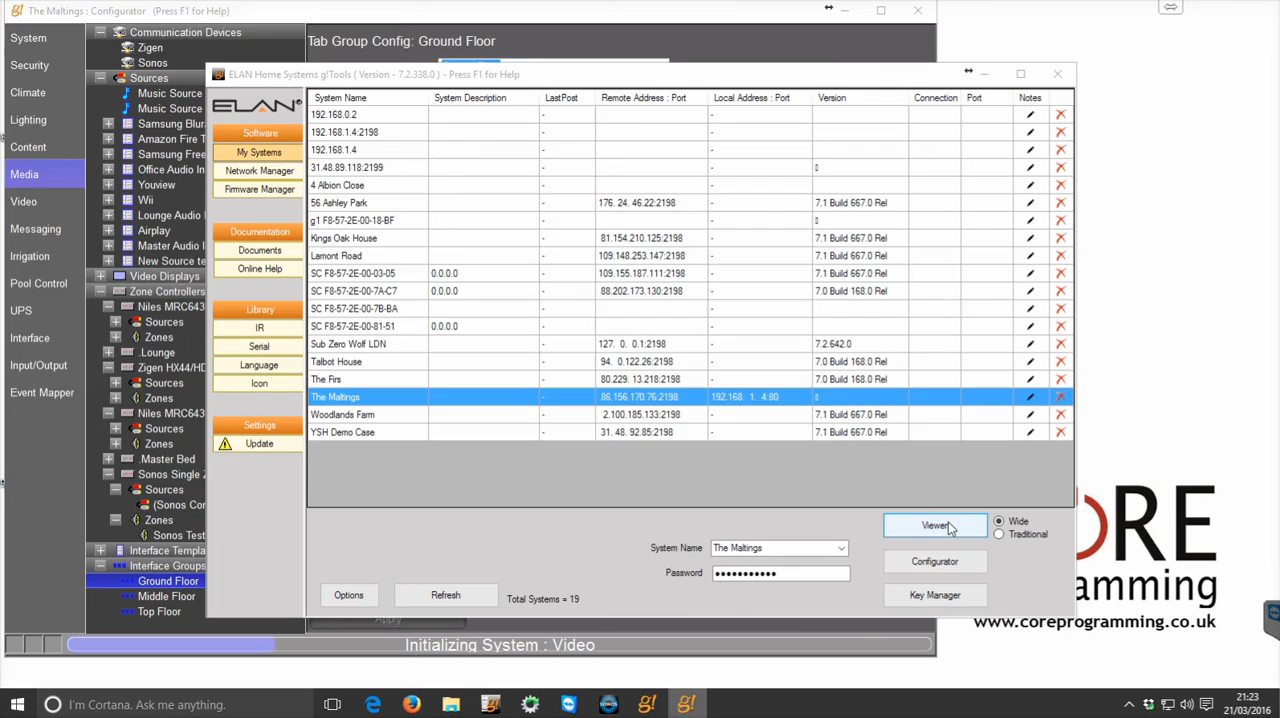 The Maltings : Configurator (Press F1 for Help)
System
Security
Climate
Lighting
Content
Media
Video
Messaging
Irrigation
Pool Control
UPS
Interface
Input/Output
Event Mapper
Communication Devices
Zigen
Sonos
Sources
Music Source
Music Source
Samsung Blura
Amazon Fire T
Samsung Free
Office Audio In
Youview
Wii
Lounge Audio I
Airplay
Master Audio I
New Source te
Video Displays
Zone Controllers
Niles MRC643
Sources
Zones
.Lounge
Zigen HX44/HD
Sources
Zones
Niles MRC643
Sources
Zones
.Master Bed
Sonos Single Z
Sources
(Sonos Cor
Zones
Sonos Test
Interface Templa
Interface Groups
Ground Floor
Middle Floor
Top Floor
Tab Group Config: Ground Floor
ELAN Home Systems g!Tools ( Version - 7.2.338.0 ) - Press F1 for Help
ELAN
Software
My Systems
Network Manager
Firmware Manager
Documentation
Documents
Online Help
Library
IR
Serial
Language
Icon
Settings
Update
System Name System Description LastPost Remote Address : Port Local Address : Port Version Connection Port Notes
192.168.0.2 -
192.168.1.4:2198 -
192.168.1.4 -
31.48.89.118:2199 -
4 Albion Close -
56 Ashley Park - 176. 24. 46.22:2198 - 7.1 Build 667.0 Rel
g1 F8-57-2E-00-18-BF -
Kings Oak House - 81.154.210.125:2198 - 7.1 Build 667.0 Rel
Lamont Road - 109.148.253.147:2198 - 7.1 Build 667.0 Rel
SC F8-57-2E-00-03-05 0.0.0.0 - 109.155.187.111:2198 - 7.1 Build 667.0 Rel
SC F8-57-2E-00-7A-C7 0.0.0.0 - 88.202.173.130:2198 - 7.1 Build 667.0 Rel
SC F8-57-2E-00-7B-BA -
SC F8-57-2E-00-81-51 0.0.0.0 -
Sub Zero Wolf LDN - 127. 0. 0.1:2198 - 7.2.642.0
Talbot House - 94. 0.122.26:2198 - 7.0 Build 168.0 Rel
The Firs - 80.229. 13.218:2198 - 7.0 Build 168.0 Rel
The Maltings - 86.156.170.76:2198 192.168. 1. 4:80
Woodlands Farm - 2.100.185.133:2198 - 7.1 Build 667.0 Rel
YSH Demo Case - 31. 48. 92.85:2198 - 7.1 Build 667.0 Rel
Viewer
Wide
Traditional
System Name The Maltings
Configurator
Password •••••••••••
Options
Refresh
Total Systems = 19
Key Manager
Apply
Initializing System : Video
ORE
ramming
www.coreprogramming.co.uk
I'm Cortana. Ask me anything.
SONOS
g!
g!
21:23
21/03/2016